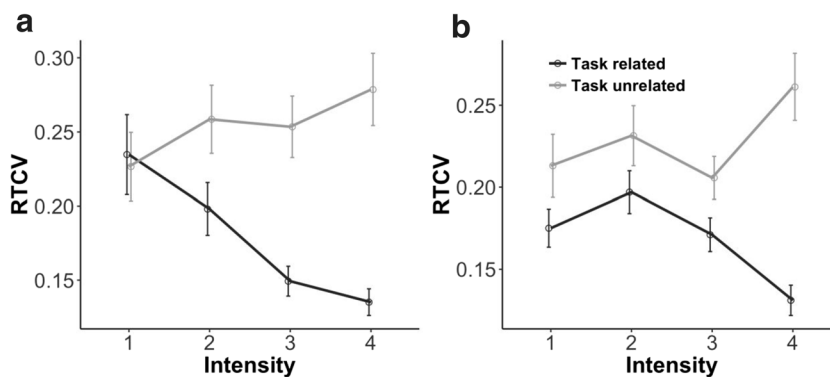 a
0.30
0.25
0.20
0.15
RTCV
1 2 3 4
Intensity
b
Task related
Task unrelated
0.25
0.20
0.15
RTCV
1 2 3 4
Intensity